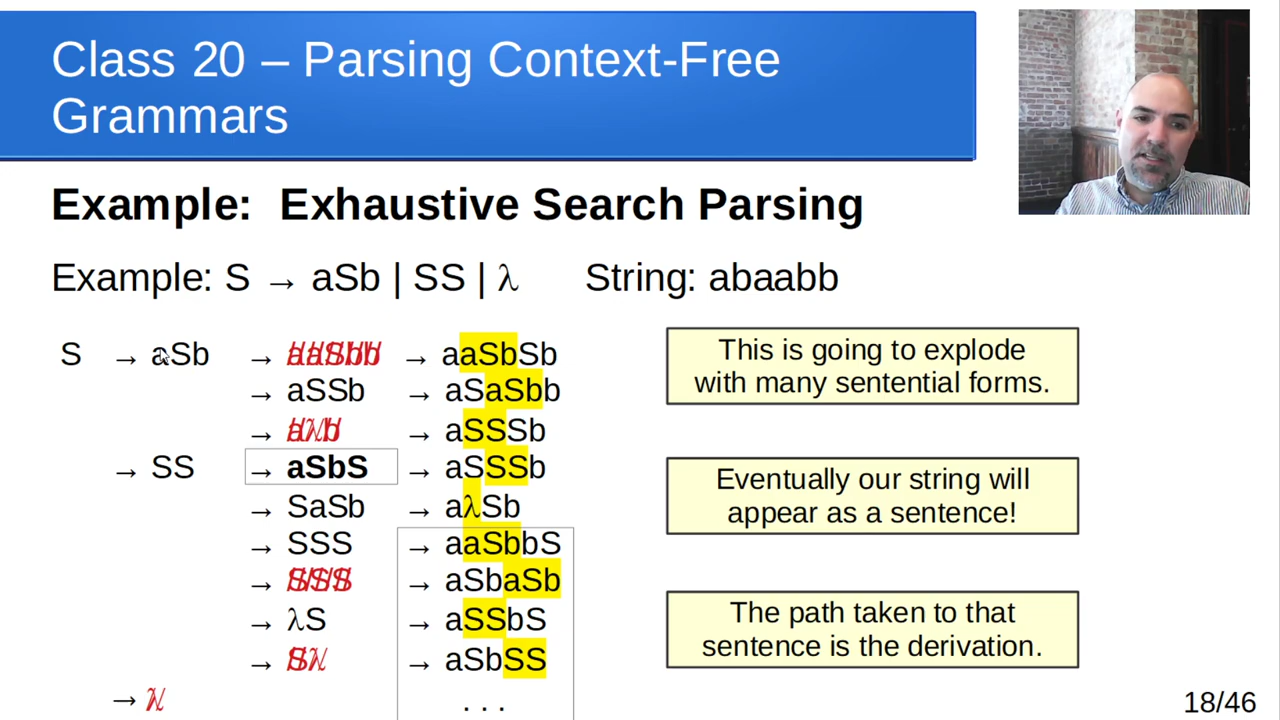 Class 20 – Parsing Context-Free
Grammars
Example: Exhaustive Search Parsing
Example: S → aSb | SS | λ String: abaabb
S → aSb → aaSbb → aaSbSb
→ aSSb → aSaSbb
→ aλb → aSSSb
→ SS → aSbS → aSSSb
→ SaSb → aλSb
→ SSS → aaSbbS
→ SSS → aSbaSb
→ λS → aSSbS
→ Sλ → aSbSS
→ λ . . .
This is going to explode
with many sentential forms.
Eventually our string will
appear as a sentence!
The path taken to that
sentence is the derivation.
18/46